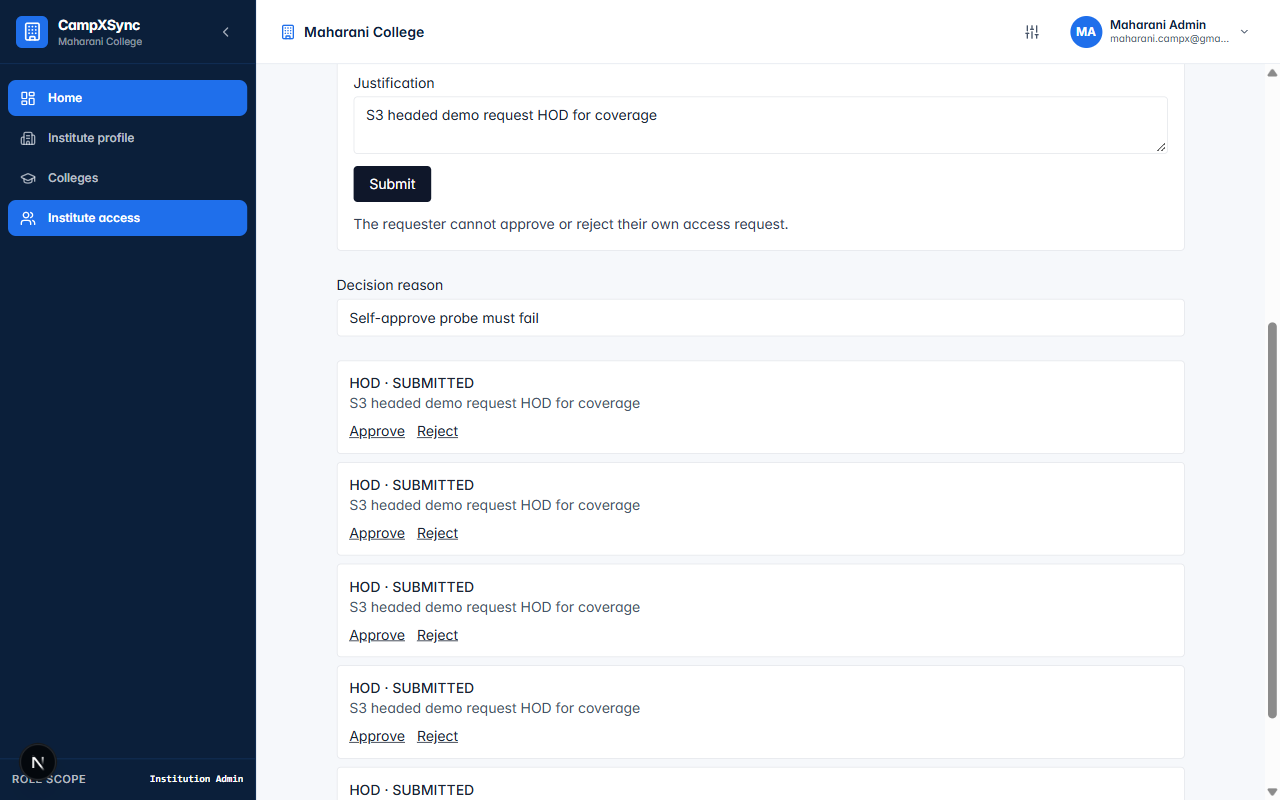 CampXSync
Maharani College
Home
Institute profile
Colleges
Institute access
ROLE SCOPE
Institution Admin
Maharani College
MA
Maharani Admin
maharani.campx@gma...
Justification
S3 headed demo request HOD for coverage
Submit
The requester cannot approve or reject their own access request.
Decision reason
Self-approve probe must fail
HOD · SUBMITTED
S3 headed demo request HOD for coverage
Approve Reject
HOD · SUBMITTED
S3 headed demo request HOD for coverage
Approve Reject
HOD · SUBMITTED
S3 headed demo request HOD for coverage
Approve Reject
HOD · SUBMITTED
S3 headed demo request HOD for coverage
Approve Reject
HOD · SUBMITTED